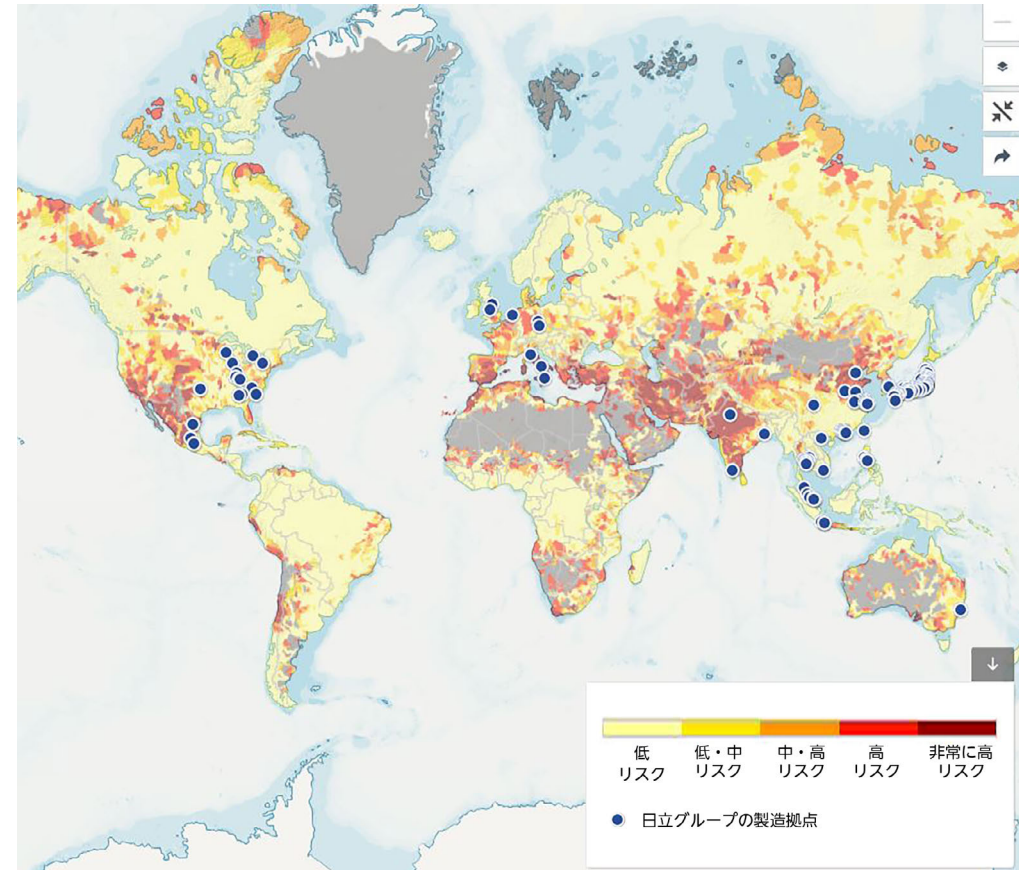 低
リスク
低・中
リスク
中・高
リスク
高
リスク
非常に高
リスク
日立グループの製造拠点